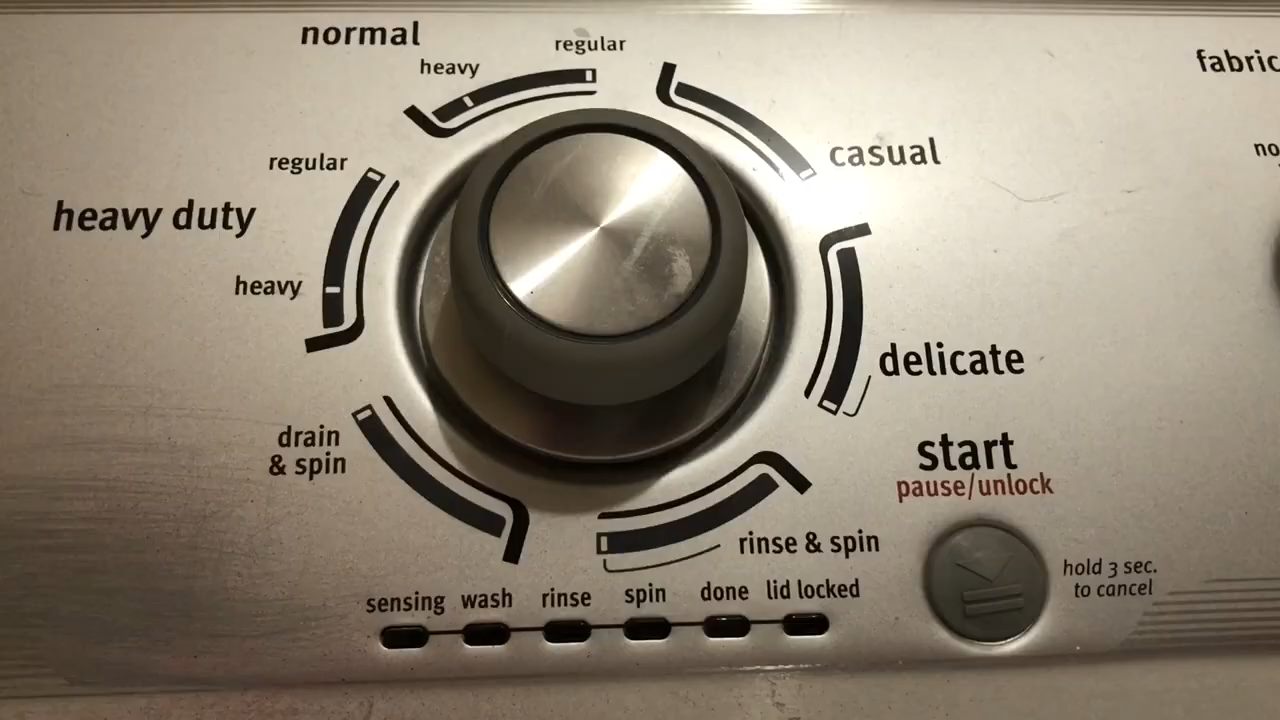 normal
regular
heavy
fabric
casual
regular
heavy duty
heavy
delicate
drain
& spin
start
pause/unlock
rinse & spin
hold 3 sec.
to cancel
sensing wash rinse spin done lid locked